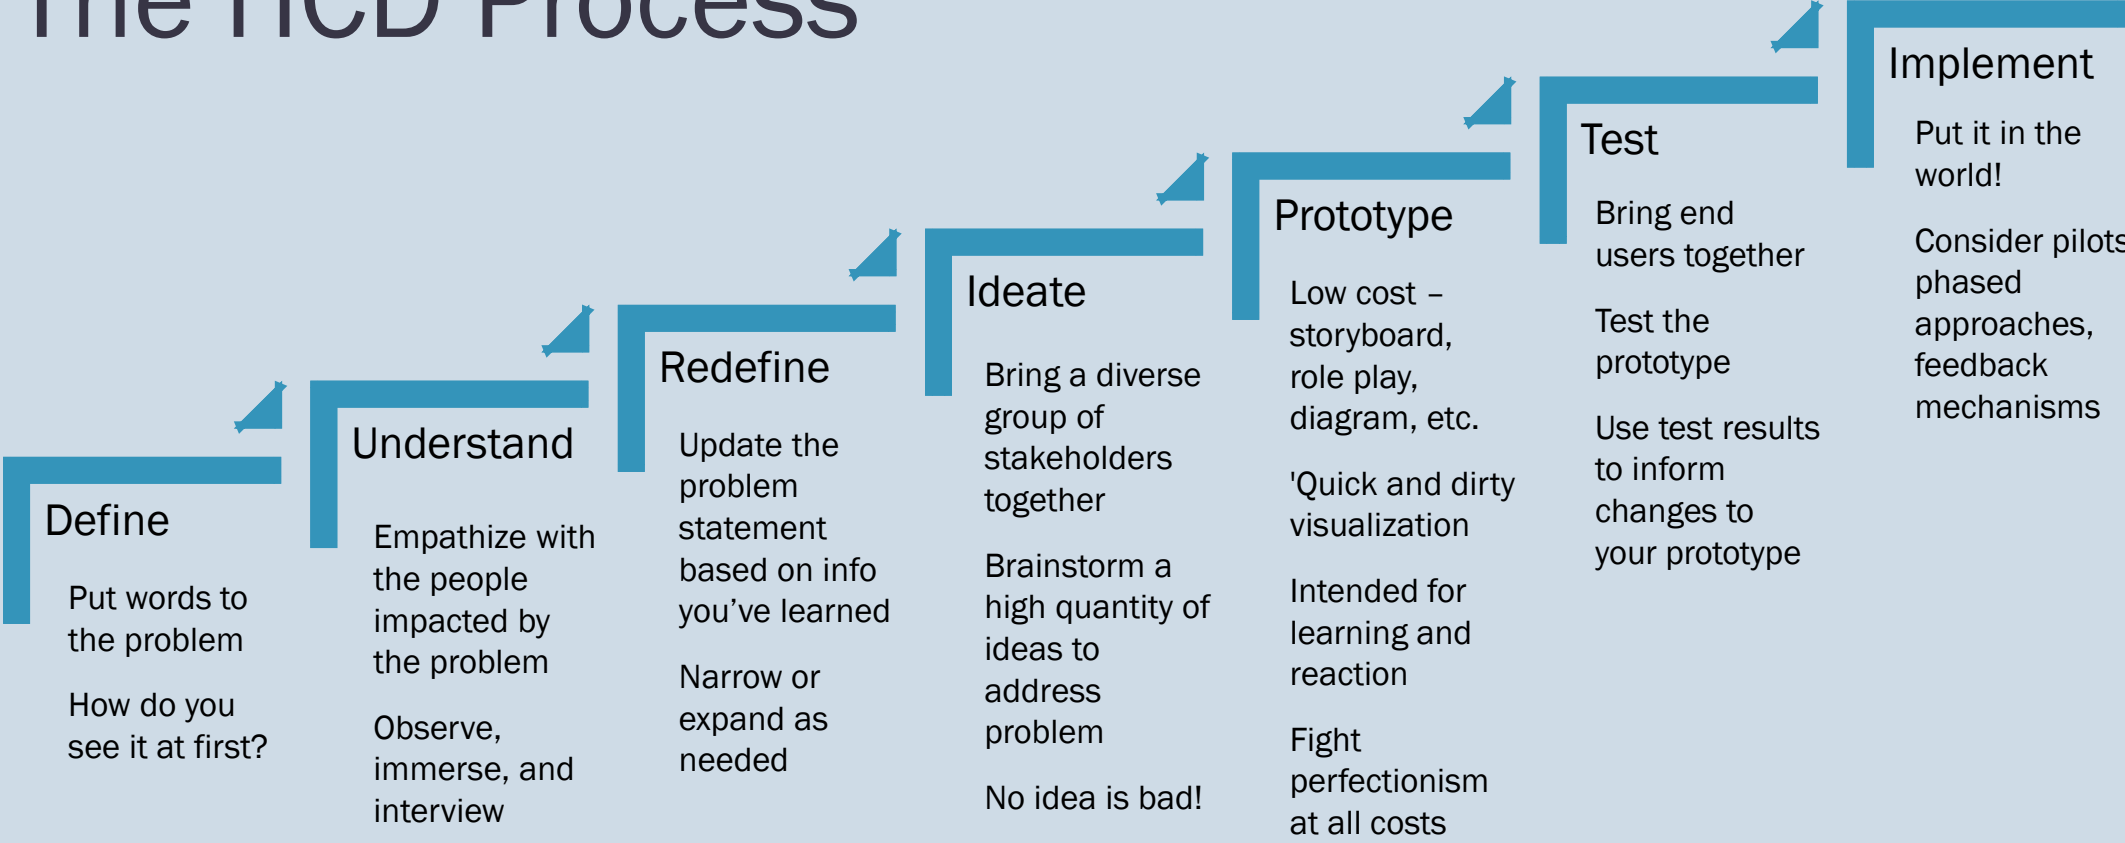 The HCD Process
Define
Put words to
the problem
How do you
see it at first?
Understand
Empathize with
the people
impacted by
the problem
Observe,
immerse, and
interview
Redefine
Update the
problem
statement
based on info
you’ve learned
Narrow or
expand as
needed
Ideate
Bring a diverse
group of
stakeholders
together
Brainstorm a
high quantity of
ideas to
address
problem
No idea is bad!
Prototype
Low cost –
storyboard,
role play,
diagram, etc.
'Quick and dirty
visualization
Intended for
learning and
reaction
Fight
perfectionism
at all costs
Test
Bring end
users together
Test the
prototype
Use test results
to inform
changes to
your prototype
Implement
Put it in the
world!
Consider pilots
phased
approaches,
feedback
mechanisms